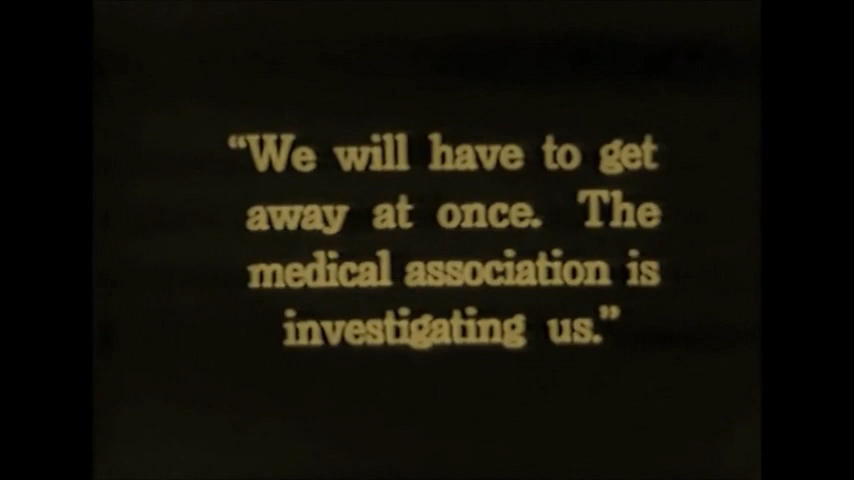 “We will have to get
away at once. The
medical association is
investigating us.”